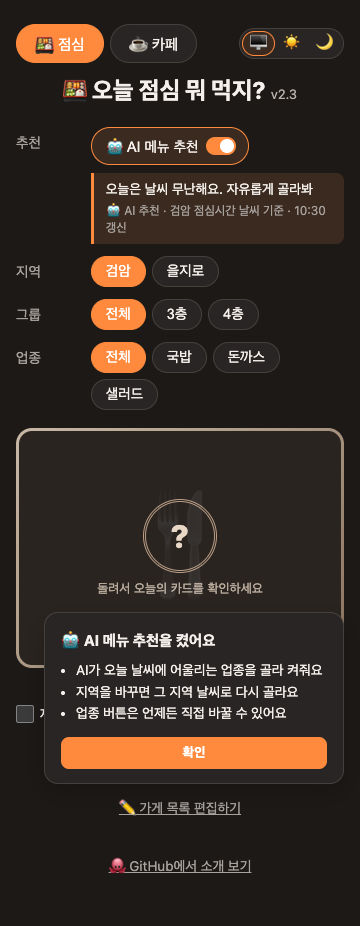 🍱 점심
☕ 카페
🖥️ ☀️ 🌙
🍱 오늘 점심 뭐 먹지? v2.3
추천
🤖 AI 메뉴 추천
오늘은 날씨 무난해요. 자유롭게 골라봐
🤖 AI 추천 · 검암 점심시간 날씨 기준 · 10:30
갱신
지역
검암
을지로
그룹
전체
3층
4층
업종
전체
국밥
돈까스
샐러드
?
돌려서 오늘의 카드를 확인하세요
🤖 AI 메뉴 추천을 켰어요
• AI가 오늘 날씨에 어울리는 업종을 골라 켜줘요
• 지역을 바꾸면 그 지역 날씨로 다시 골라요
• 업종 버튼은 언제든 직접 바꿀 수 있어요
확인
✏️ 가게 목록 편집하기
🐙 GitHub에서 소개 보기